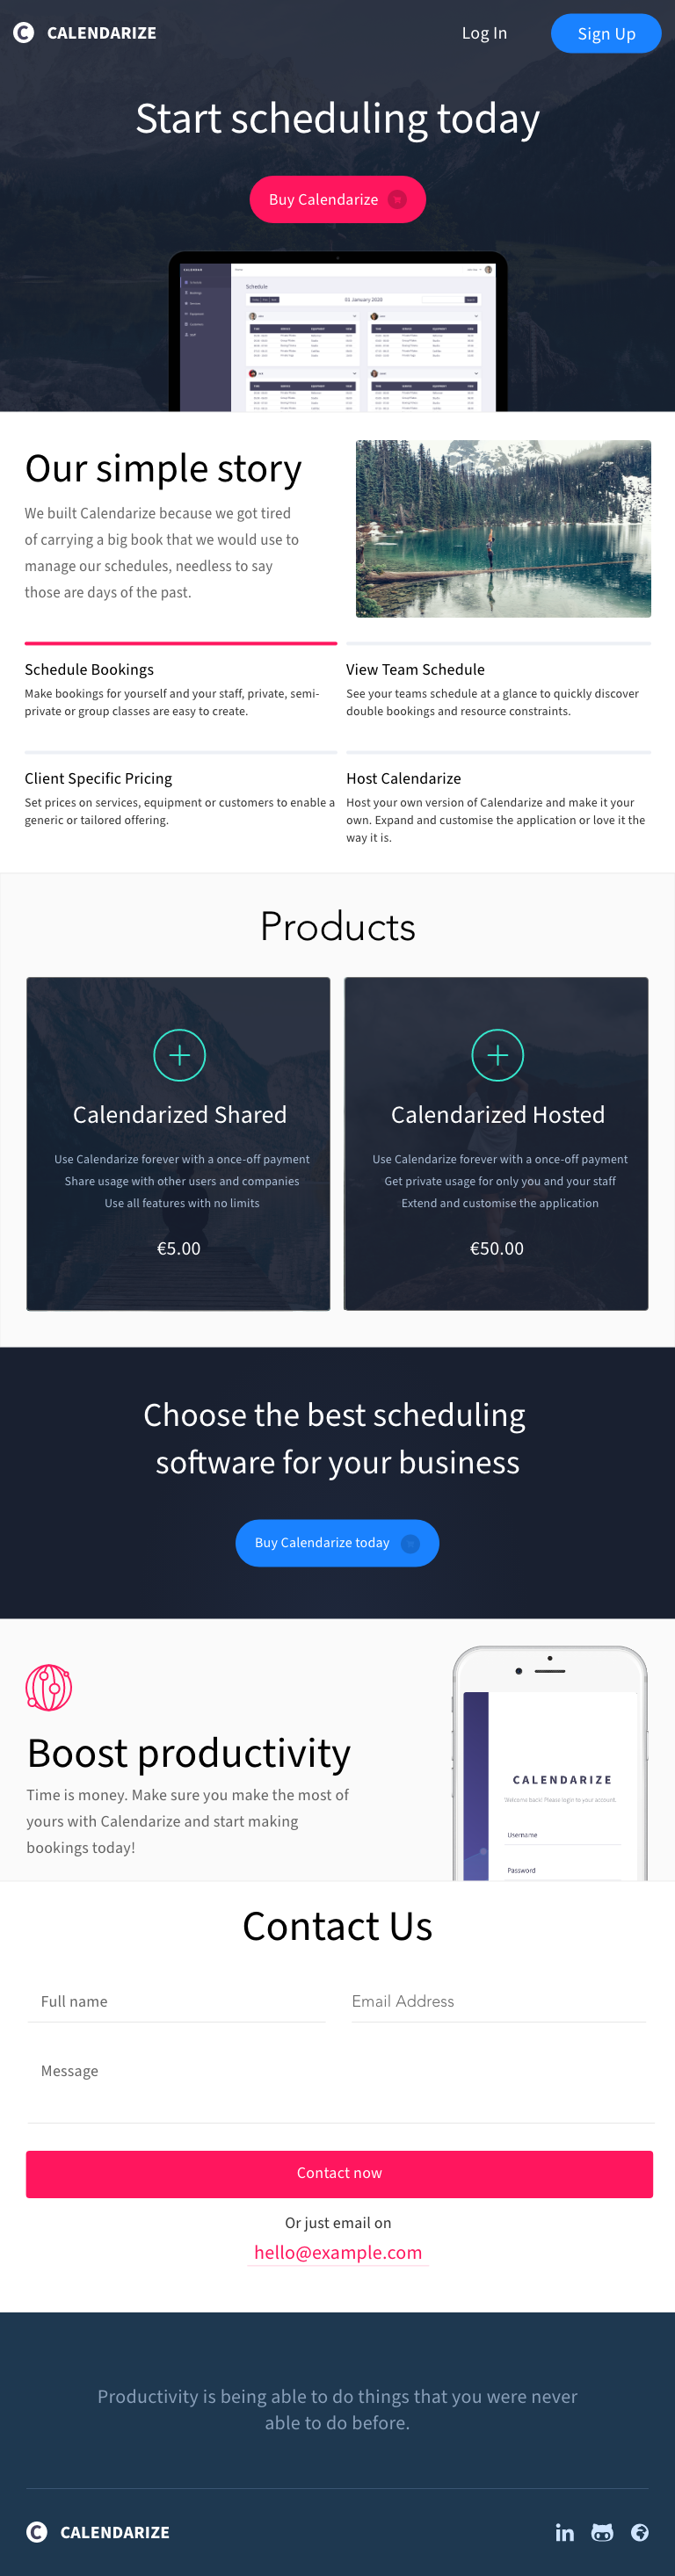 CALENDARIZE
Log In
Sign Up
Start scheduling today
Buy Calendarize
Schedule
01 January 2020
Our simple story
We built Calendarize because we got tired
of carrying a big book that we would use to
manage our schedules, needless to say
those are days of the past.
Schedule Bookings
Make bookings for yourself and your staff, private, semi-
private or group classes are easy to create.
View Team Schedule
See your teams schedule at a glance to quickly discover
double bookings and resource constraints.
Client Specific Pricing
Set prices on services, equipment or customers to enable a
generic or tailored offering.
Host Calendarize
Host your own version of Calendarize and make it your
own. Expand and customise the application or love it the
way it is.
Products
Calendarized Shared
Use Calendarize forever with a once-off payment
Share usage with other users and companies
Use all features with no limits
€5.00
Calendarized Hosted
Use Calendarize forever with a once-off payment
Get private usage for only you and your staff
Extend and customise the application
€50.00
Choose the best scheduling
software for your business
Buy Calendarize today
Boost productivity
Time is money. Make sure you make the most of
yours with Calendarize and start making
bookings today!
CALENDARIZE
Welcome back! Please login to your account.
Username
Password
Contact Us
Full name
Email Address
Message
Contact now
Or just email on
hello@example.com
Productivity is being able to do things that you were never
able to do before.
CALENDARIZE